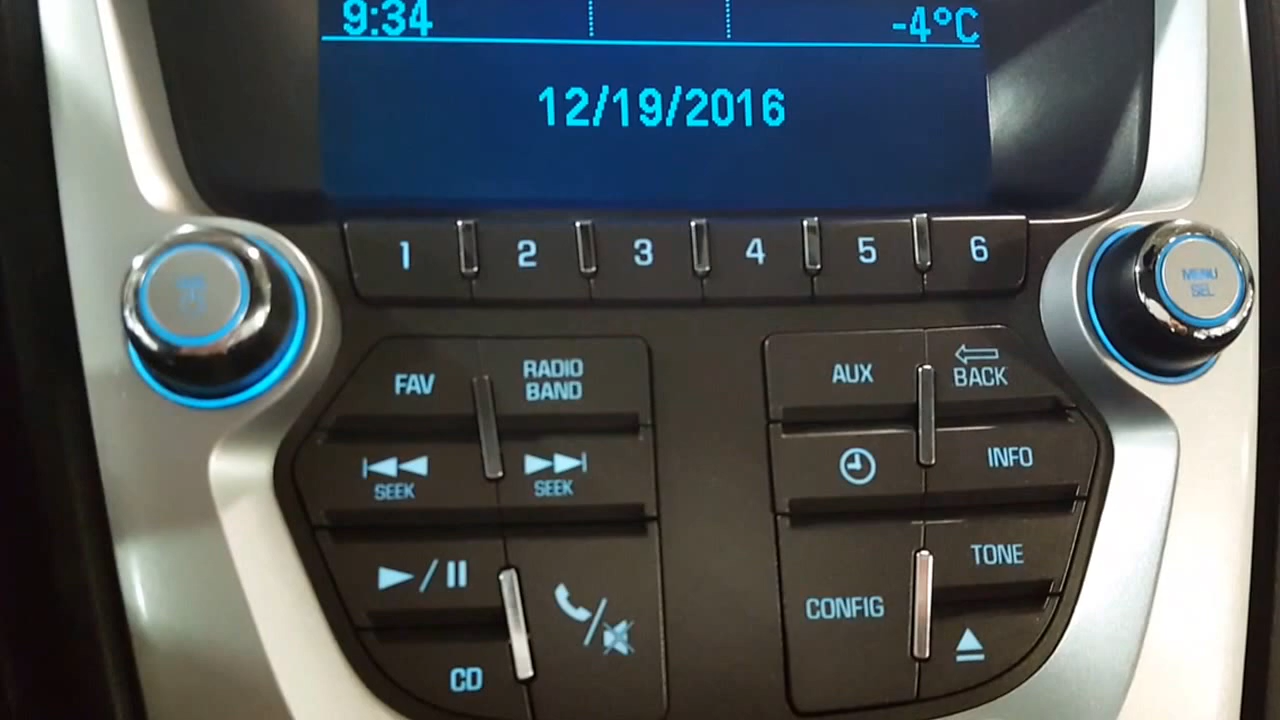 9:34
-4°C
12/19/2016
1 2 3 4 5 6
MENU
SEL
FAV
RADIO
BAND
AUX
BACK
SEEK
SEEK
INFO
TONE
CONFIG
CD